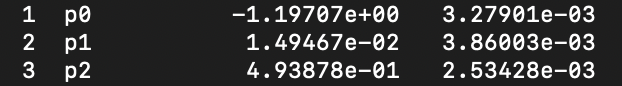 1 p0 -1.19707e+00 3.27901e-03
2 p1 1.49467e-02 3.86003e-03
3 p2 4.93878e-01 2.53428e-03